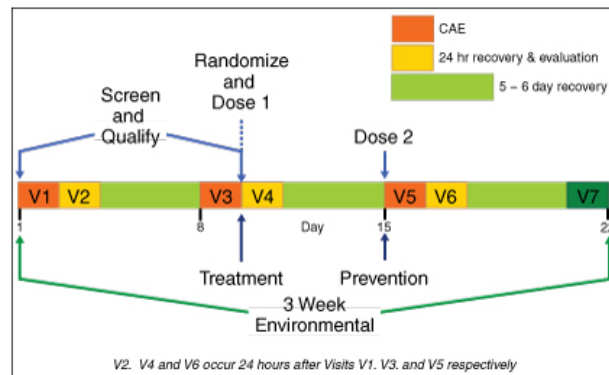 CAE
24 hr recovery & evaluation
5 – 6 day recovery
Randomize
and
Dose 1
Screen
and
Qualify
Dose 2
V1 V2 V3 V4 V5 V6 V7
1 8 Day 15
Treatment Prevention
3 Week
Environmental
V2. V4 and V6 occur 24 hours after Visits V1. V3. and V5 respectively